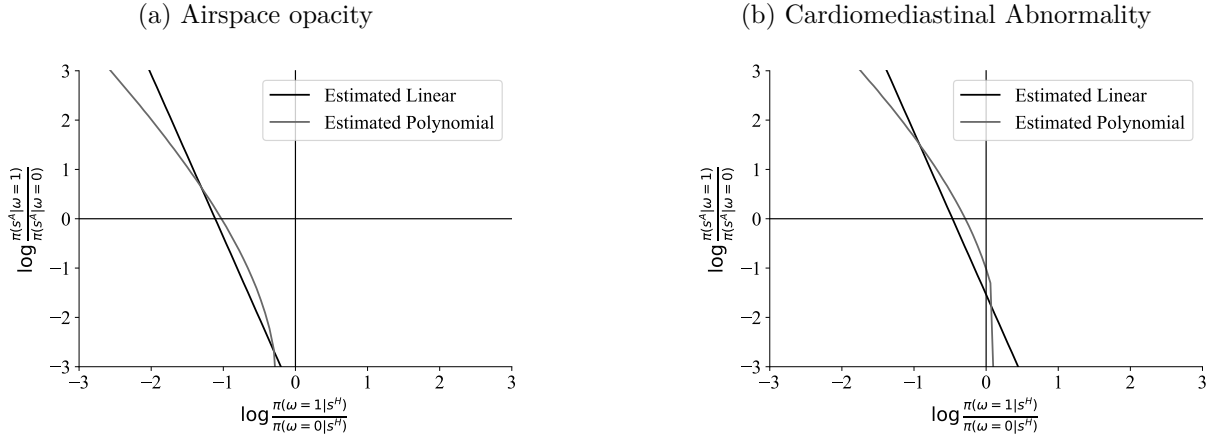 (a) Airspace opacity
3
2
1
0
−1
−2
−3
−3 −2 −1 0 1 2 3
Estimated Linear
Estimated Polynomial
log π(s^A|ω=1)/π(s^A|ω=0)
log π(ω=1|s^H)/π(ω=0|s^H)
(b) Cardiomediastinal Abnormality
3
2
1
0
−1
−2
−3
−3 −2 −1 0 1 2 3
Estimated Linear
Estimated Polynomial
log π(s^A|ω=1)/π(s^A|ω=0)
log π(ω=1|s^H)/π(ω=0|s^H)